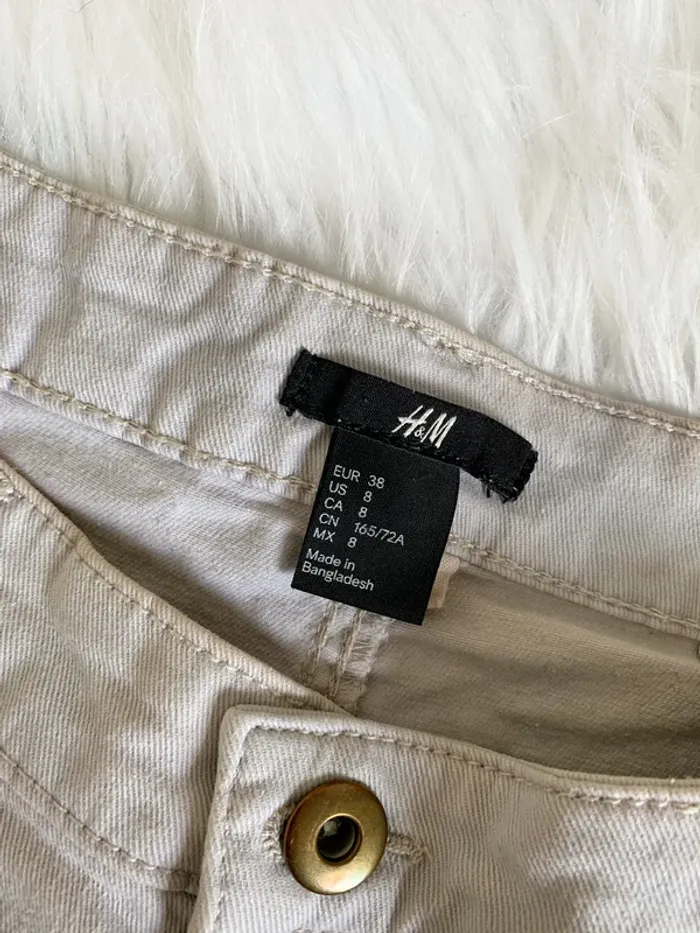 H&M
EUR 38
US 8
CA 8
CN 165/72A
MX 8
Made in
Bangladesh